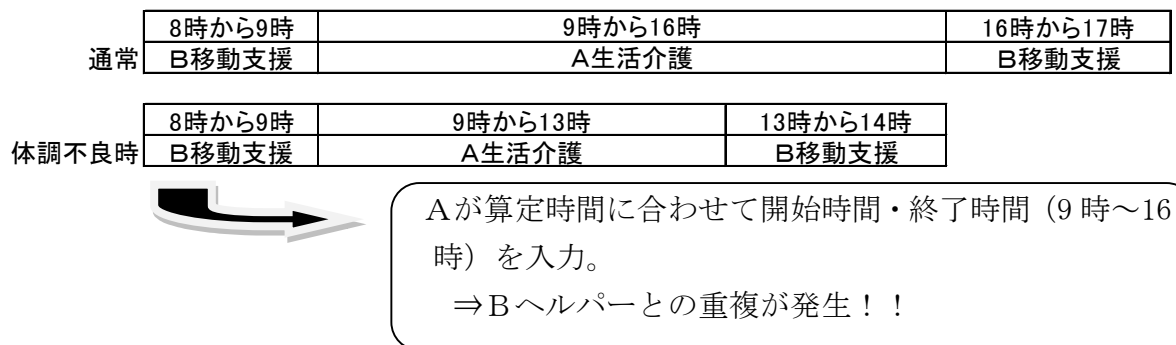 8時から9時 9時から16時 16時から17時
通常 B移動支援 A生活介護 B移動支援
8時から9時 9時から13時 13時から14時
体調不良時 B移動支援 A生活介護 B移動支援
Aが算定時間に合わせて開始時間・終了時間（9時～16
時）を入力。
⇒Bヘルパーとの重複が発生！！